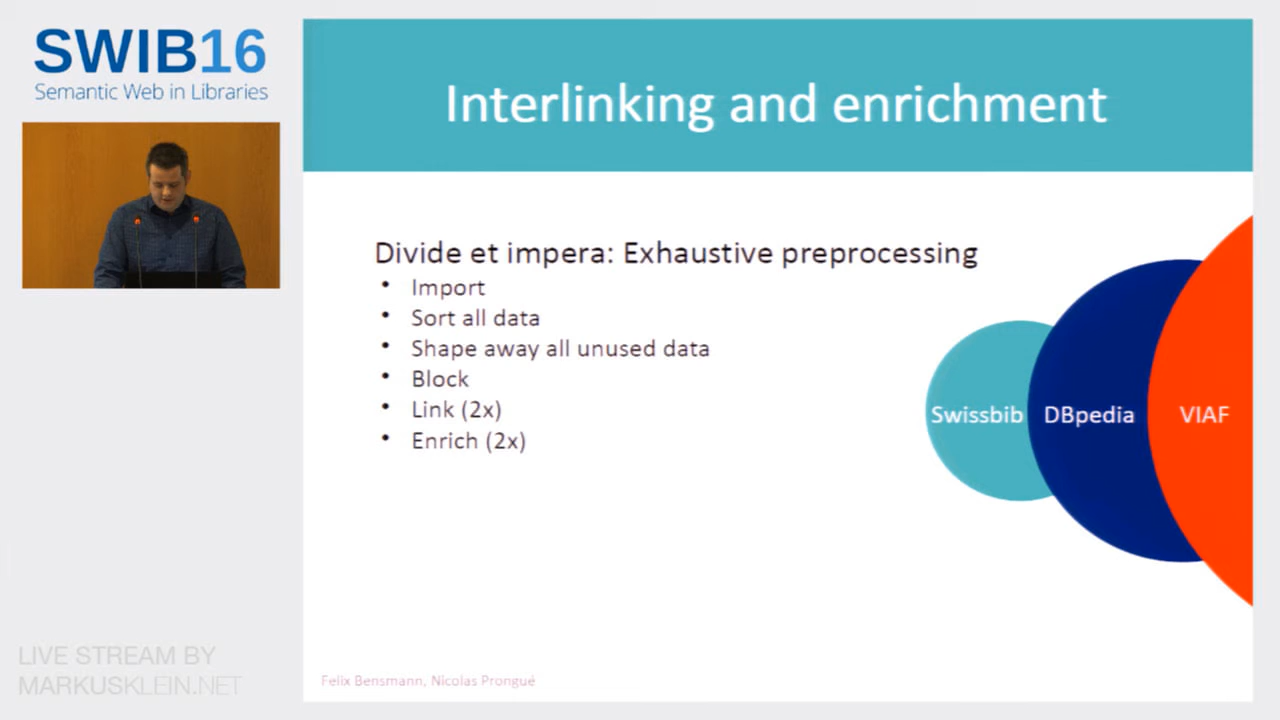 SWIB16
Semantic Web in Libraries
Interlinking and enrichment
Divide et impera: Exhaustive preprocessing
• Import
• Sort all data
• Shape away all unused data
• Block
• Link (2x)
• Enrich (2x)
Swissbib
DBpedia
VIAF
LIVE STREAM BY
MARKUSKLEIN.NET
Felix Bensmann, Nicolas Prongué